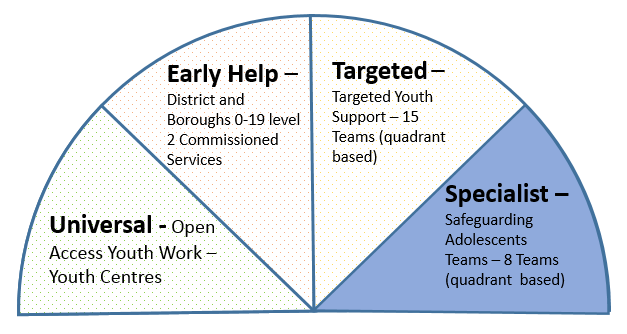 Universal - Open
Access Youth Work –
Youth Centres
Early Help –
District and
Boroughs 0-19 level
2 Commissioned
Services
Targeted –
Targeted Youth
Support – 15
Teams (quadrant
based)
Specialist –
Safeguarding
Adolescents
Teams – 8 Teams
(quadrant based)